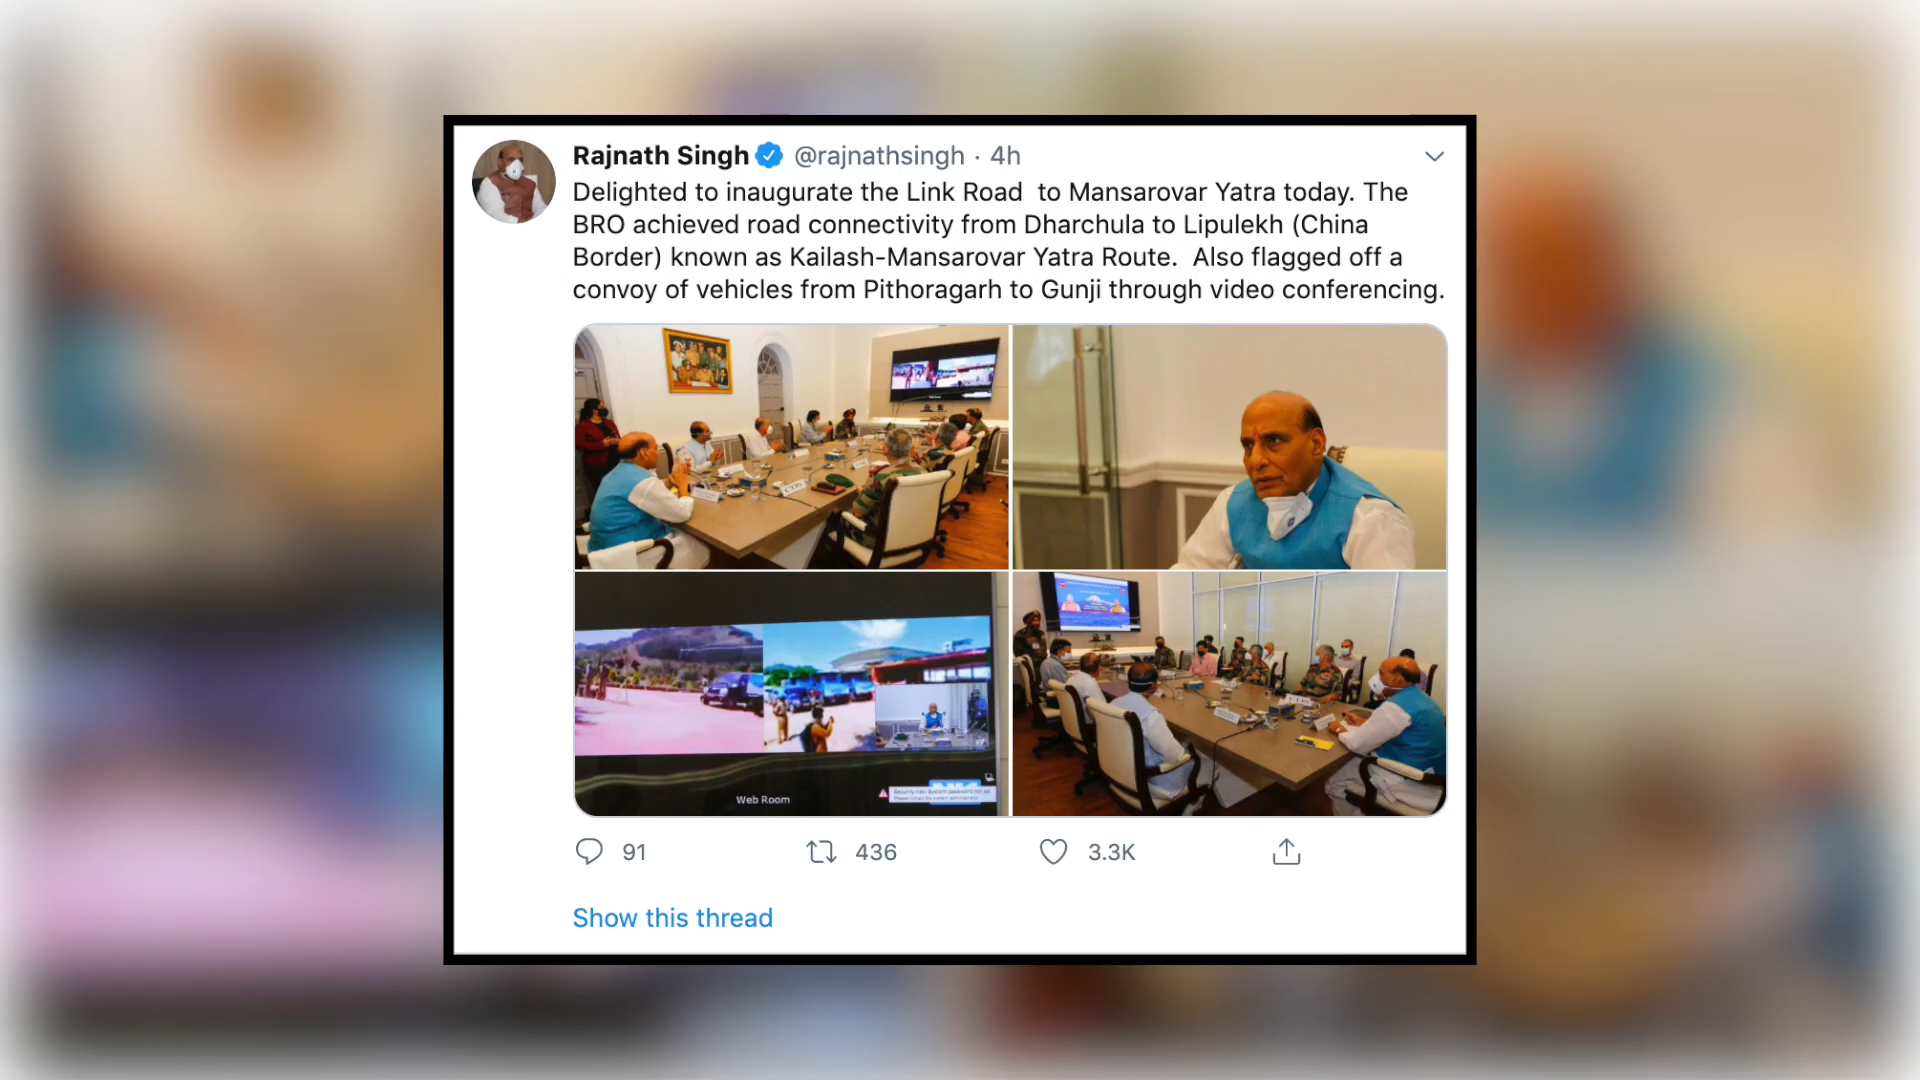 Rajnath Singh @rajnathsingh · 4h
Delighted to inaugurate the Link Road to Mansarovar Yatra today. The
BRO achieved road connectivity from Dharchula to Lipulekh (China
Border) known as Kailash-Mansarovar Yatra Route. Also flagged off a
convoy of vehicles from Pithoragarh to Gunji through video conferencing.
Web Room
91 436 3.3K
Show this thread